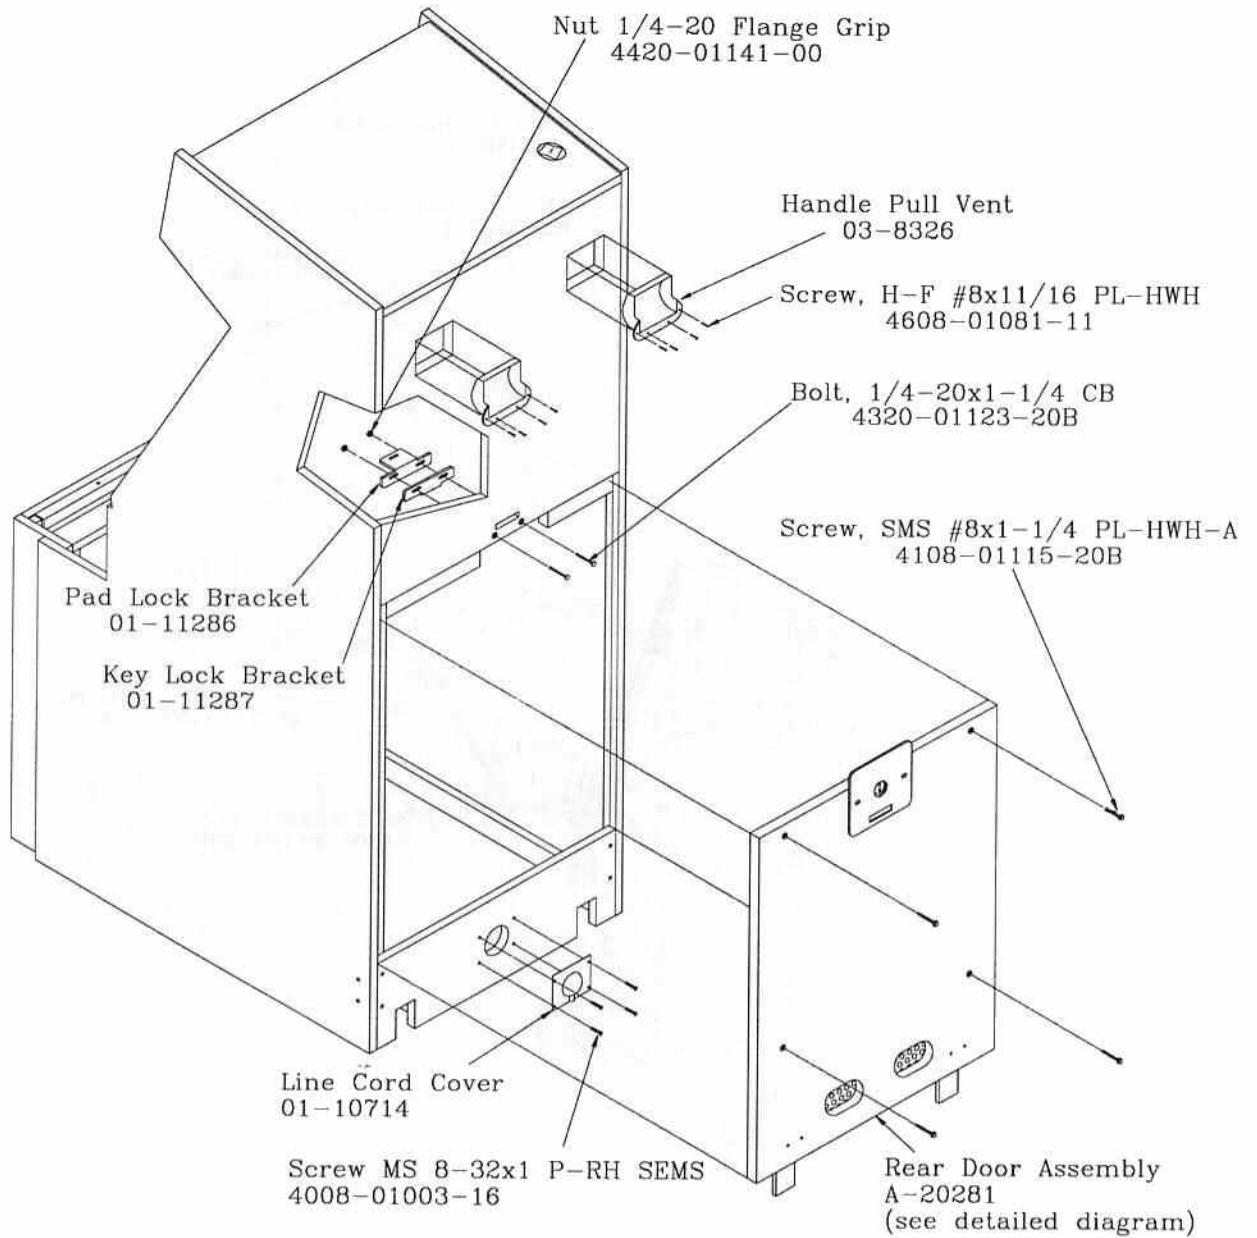 Nut 1/4-20 Flange Grip
4420-01141-00
Handle Pull Vent
03-8326
Screw, H-F #8x11/16 PL-HWH
4608-01081-11
Bolt, 1/4-20x1-1/4 CB
4320-01123-20B
Screw, SMS #8x1-1/4 PL-HWH-A
4108-01115-20B
Pad Lock Bracket
01-11286
Key Lock Bracket
01-11287
Line Cord Cover
01-10714
Screw MS 8-32x1 P-RH SEMS
4008-01003-16
Rear Door Assembly
A-20281
(see detailed diagram)